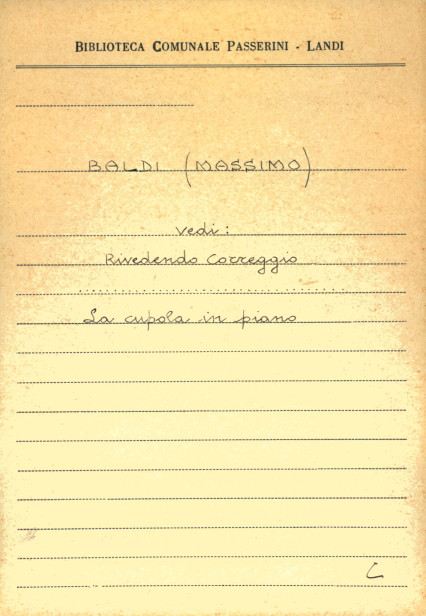 BIBLIOTECA COMUNALE PASSERINI - LANDI
BALDI (MASSIMO)
vedi:
Rivedendo Correggio
La cupola in piano
C